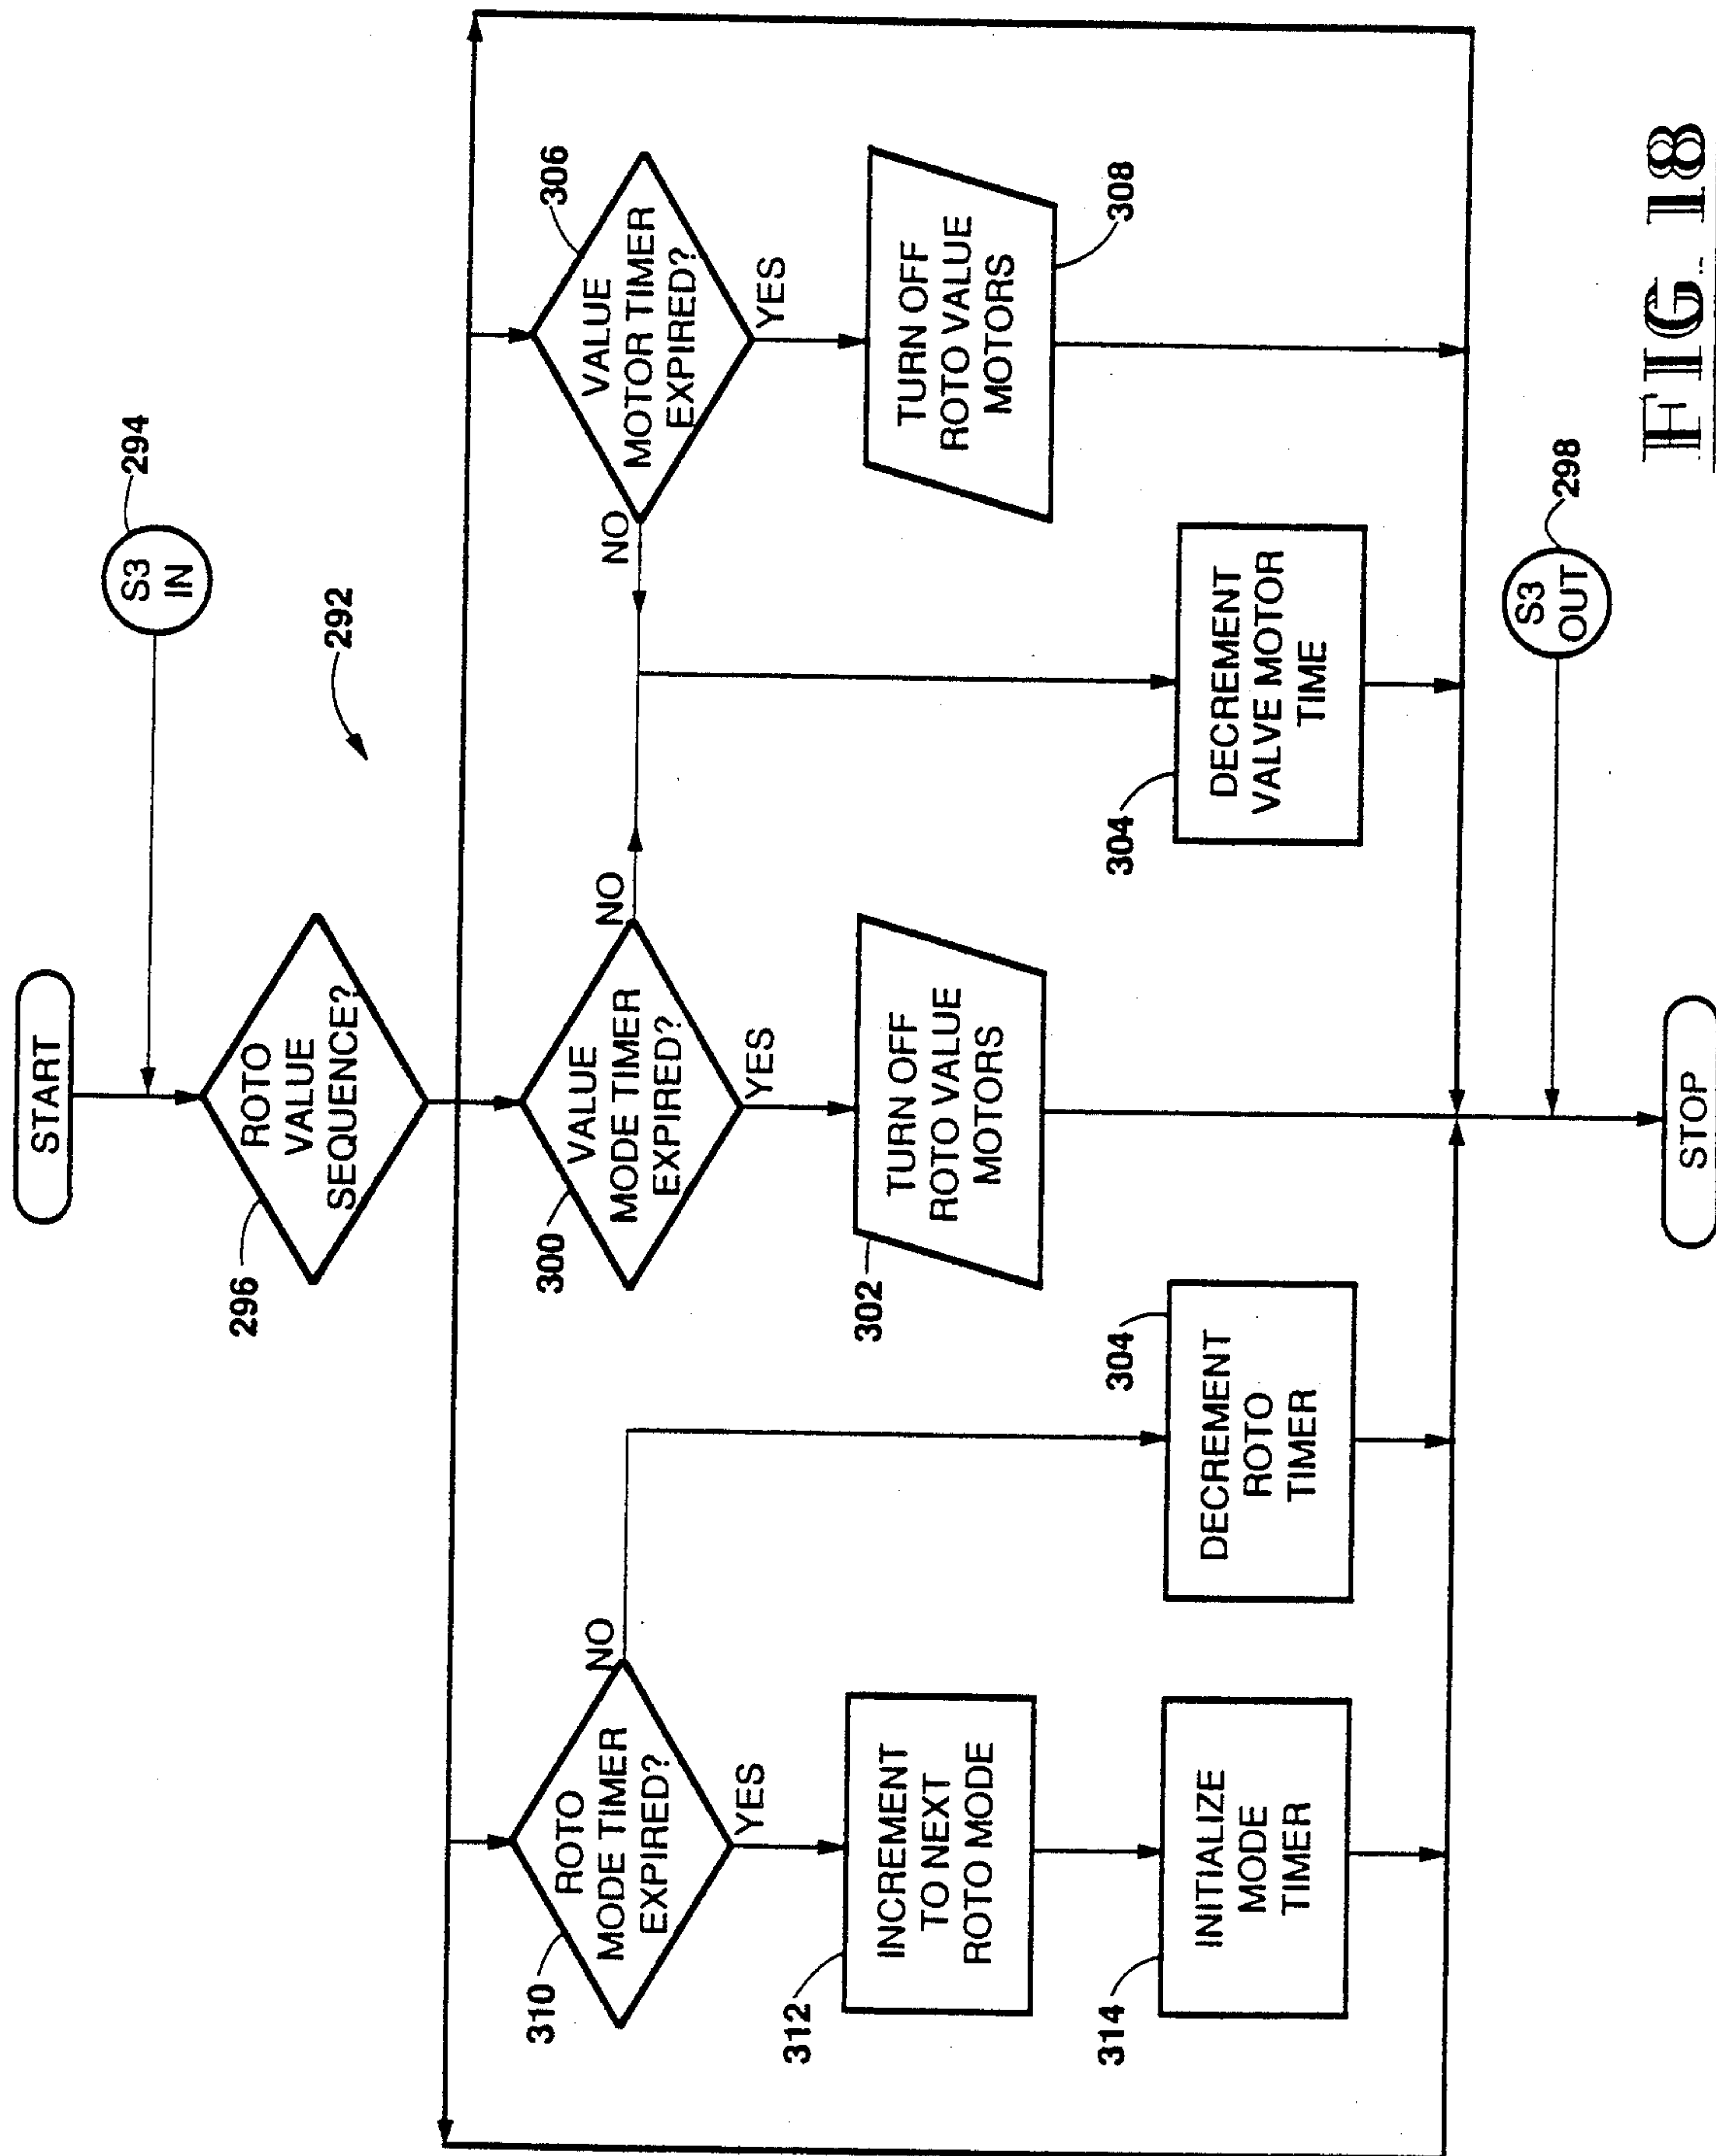 START
S3
IN
294
292
296
ROTO
VALUE
SEQUENCE?
310
ROTO
MODE TIMER
EXPIRED?
NO
YES
300
VALUE
MODE TIMER
EXPIRED?
NO
YES
306
VALUE
MOTOR TIMER
EXPIRED?
NO
YES
312
INCREMENT
TO NEXT
ROTO MODE
302
TURN OFF
ROTO VALUE
MOTORS
TURN OFF
ROTO VALUE
MOTORS
308
314
INITIALIZE
MODE
TIMER
304
DECREMENT
ROTO
TIMER
304
DECREMENT
VALVE MOTOR
TIME
S3
OUT
298
STOP
FIG. 18